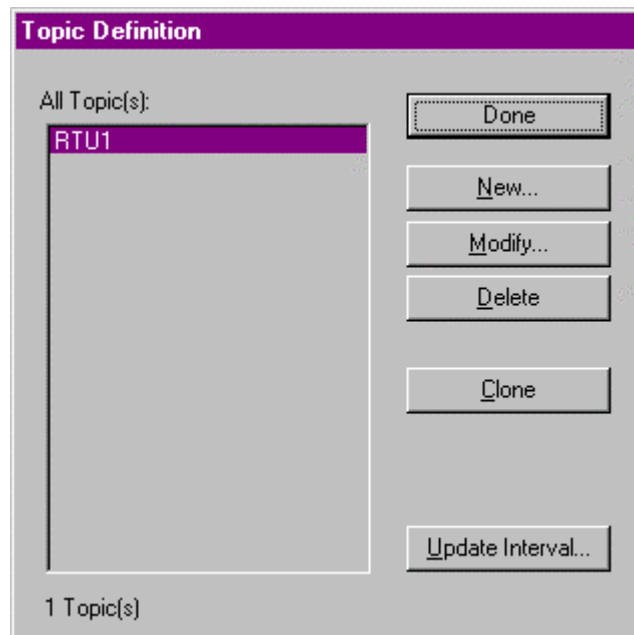 Topic Definition
All Topic(s):
RTU1
Done
New...
Modify...
Delete
Clone
Update Interval...
1 Topic(s)